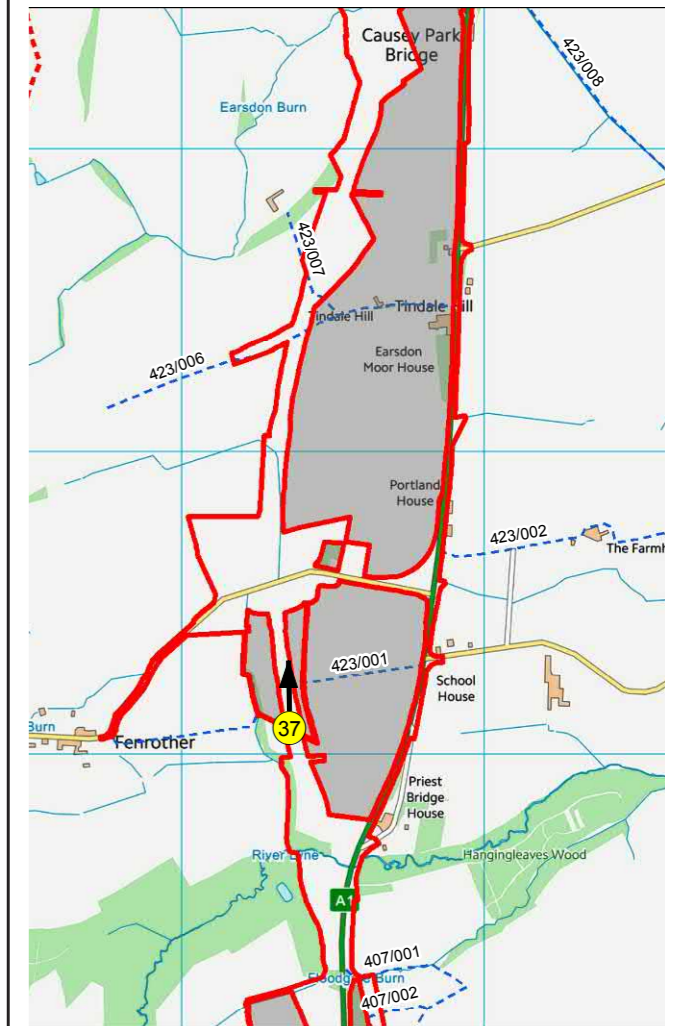 Causey Park
Bridge
423/008
Earsdon Burn
423/007
Tindale Hill
Tindale Hill
423/006
Earsdon
Moor House
Portland
House
423/002
The Farmh
423/001
School
House
37
Burn
Fenrother
Priest
Bridge
House
River Lyne
Hangingleaves Wood
A1
407/001
Floodgate Burn
407/002